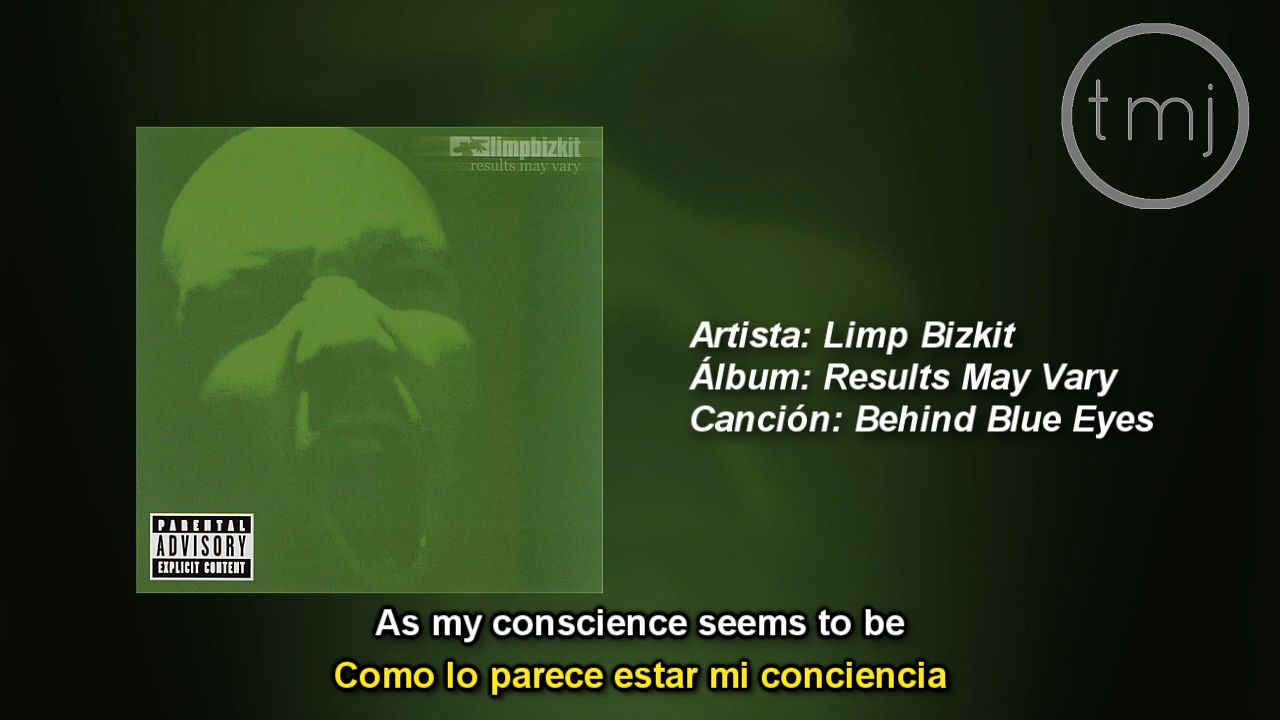 tmj
limpbizkit
results may vary
Artista: Limp Bizkit
Álbum: Results May Vary
Canción: Behind Blue Eyes
PARENTAL
ADVISORY
EXPLICIT CONTENT
As my conscience seems to be
Como lo parece estar mi conciencia